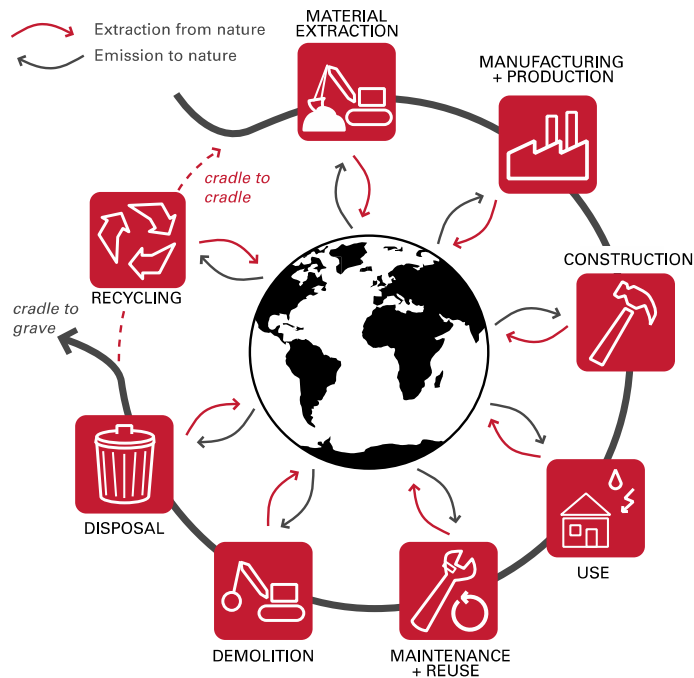 Extraction from nature
Emission to nature
MATERIAL
EXTRACTION
MANUFACTURING
+ PRODUCTION
CONSTRUCTION
USE
MAINTENANCE
+ REUSE
DEMOLITION
DISPOSAL
cradle to
grave
RECYCLING
cradle to
cradle